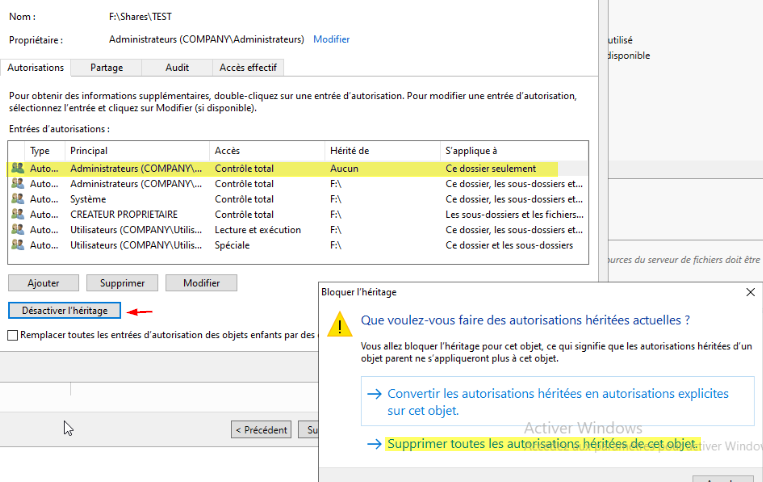 Nom : F:\Shares\TEST
Propriétaire : Administrateurs (COMPANY\Administrateurs) Modifier
utilisé
disponible
Autorisations Partage Audit Accès effectif
Pour obtenir des informations supplémentaires, double-cliquez sur une entrée d'autorisation. Pour modifier une entrée d'autorisation,
sélectionnez l'entrée et cliquez sur Modifier (si disponible).
Entrées d'autorisations :
Type Principal Accès Hérité de S'applique à
Auto... Administrateurs (COMPANY\... Contrôle total Aucun Ce dossier seulement
Auto... Administrateurs (COMPANY\... Contrôle total F:\ Ce dossier, les sous-dossiers et...
Auto... Système Contrôle total F:\ Ce dossier, les sous-dossiers et...
Auto... CREATEUR PROPRIETAIRE Contrôle total F:\ Les sous-dossiers et les fichiers...
Auto... Utilisateurs (COMPANY\Utilis... Lecture et exécution F:\ Ce dossier, les sous-dossiers et...
Auto... Utilisateurs (COMPANY\Utilis... Spéciale F:\ Ce dossier et les sous-dossiers
ources du serveur de fichiers doit être
Ajouter Supprimer Modifier
Désactiver l'héritage
Remplacer toutes les entrées d'autorisation des objets enfants par des
< Précédent Su
Bloquer l'héritage
Que voulez-vous faire des autorisations héritées actuelles ?
Vous allez bloquer l'héritage pour cet objet, ce qui signifie que les autorisations héritées d'un
objet parent ne s'appliqueront plus à cet objet.
Convertir les autorisations héritées en autorisations explicites
sur cet objet.
Activer Windows
Supprimer toutes les autorisations héritées de cet objet.
Accédez aux paramètres pour activer Windows